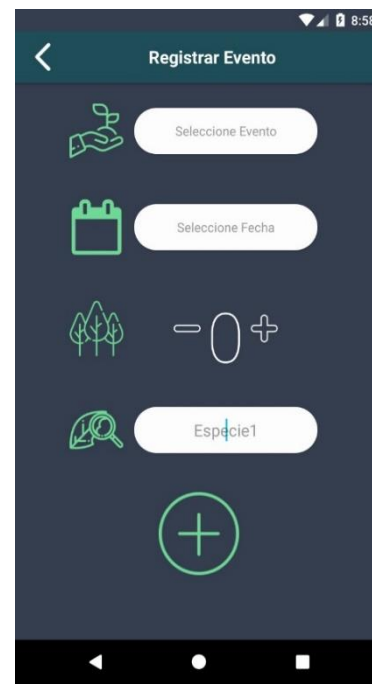 8:58
Registrar Evento
Seleccione Evento
Seleccione Fecha
0
Especie1